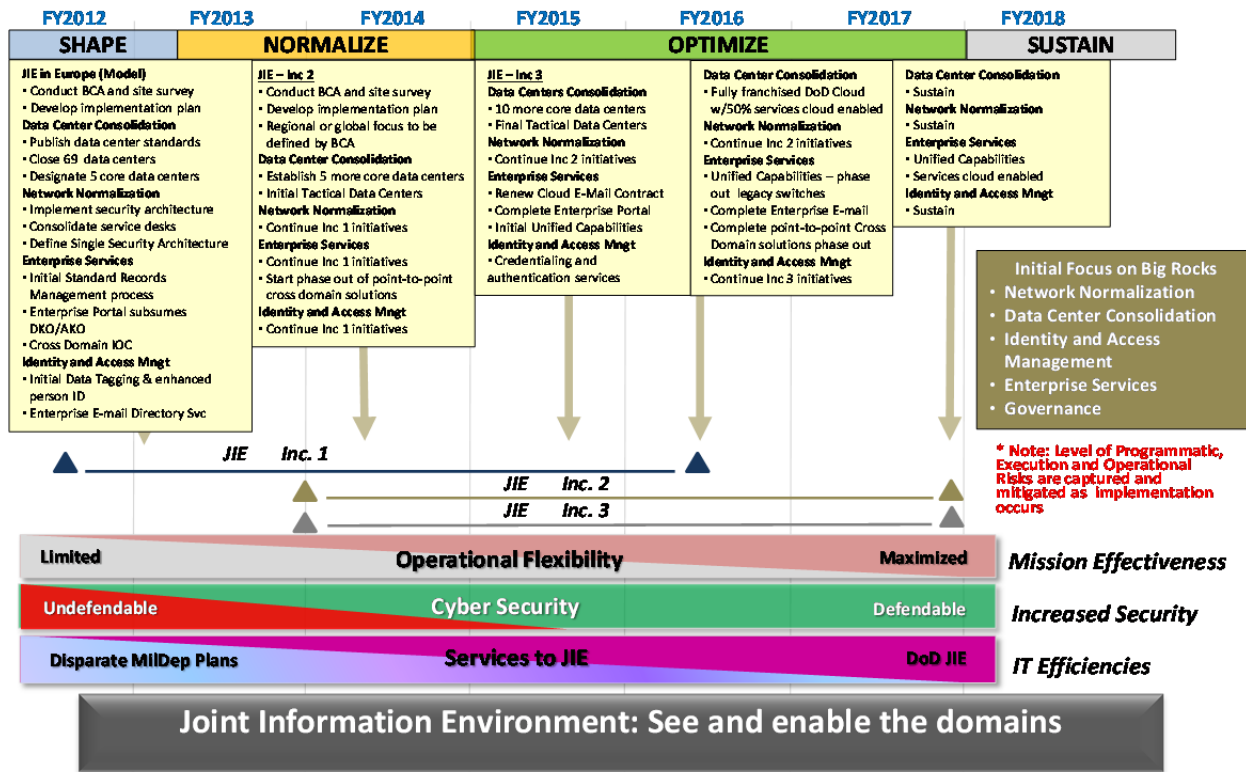 FY2012 FY2013 FY2014 FY2015 FY2016 FY2017 FY2018
SHAPE NORMALIZE OPTIMIZE SUSTAIN
JIE in Europe (Model)
• Conduct BCA and site survey
• Develop implementation plan
Data Center Consolidation
• Publish data center standards
• Close 69 data centers
• Designate 5 core data centers
Network Normalization
• Implement security architecture
• Consolidate service desks
• Define Single Security Architecture
Enterprise Services
• Initial Standard Records
Management process
• Enterprise Portal subsumes
DKO/AKO
• Cross Domain IOC
Identity and Access Mngt
• Initial Data Tagging & enhanced
person ID
• Enterprise E-mail Directory Svc
JIE – Inc 2
• Conduct BCA and site survey
• Develop implementation plan
• Regional or global focus to be
defined by BCA
Data Center Consolidation
• Establish 5 more core data centers
• Initial Tactical Data Centers
Network Normalization
• Continue Inc 1 initiatives
Enterprise Services
• Continue Inc 1 initiatives
• Start phase out of point-to-point
cross domain solutions
Identity and Access Mngt
• Continue Inc 1 initiatives
JIE – Inc 3
Data Centers Consolidation
• 10 more core data centers
• Final Tactical Data Centers
Network Normalization
• Continue Inc 2 initiatives
Enterprise Services
• Renew Cloud E-Mail Contract
• Complete Enterprise Portal
• Initial Unified Capabilities
Identity and Access Mngt
• Credentialing and
authentication services
Data Center Consolidation
• Fully franchised DoD Cloud
w/50% services cloud enabled
Network Normalization
• Continue Inc 2 initiatives
Enterprise Services
• Unified Capabilities – phase
out legacy switches
• Complete Enterprise E-mail
• Complete point-to-point Cross
Domain solutions phase out
Identity and Access Mngt
• Continue Inc 3 initiatives
Data Center Consolidation
• Sustain
Network Normalization
• Sustain
Enterprise Services
• Unified Capabilities
• Services cloud enabled
Identity and Access Mngt
• Sustain
Initial Focus on Big Rocks
• Network Normalization
• Data Center Consolidation
• Identity and Access
Management
• Enterprise Services
• Governance
* Note: Level of Programmatic,
Execution and Operational
Risks are captured and
mitigated as implementation
occurs
JIE Inc. 1
JIE Inc. 2
JIE Inc. 3
Limited Operational Flexibility Maximized Mission Effectiveness
Undefendable Cyber Security Defendable Increased Security
Disparate MilDep Plans Services to JIE DoD JIE IT Efficiencies
Joint Information Environment: See and enable the domains